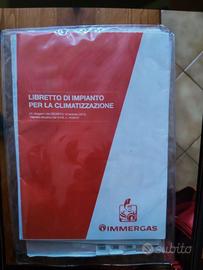 LIBRETTO DI IMPIANTO
PER LA CLIMATIZZAZIONE
IMMERGAS
subito